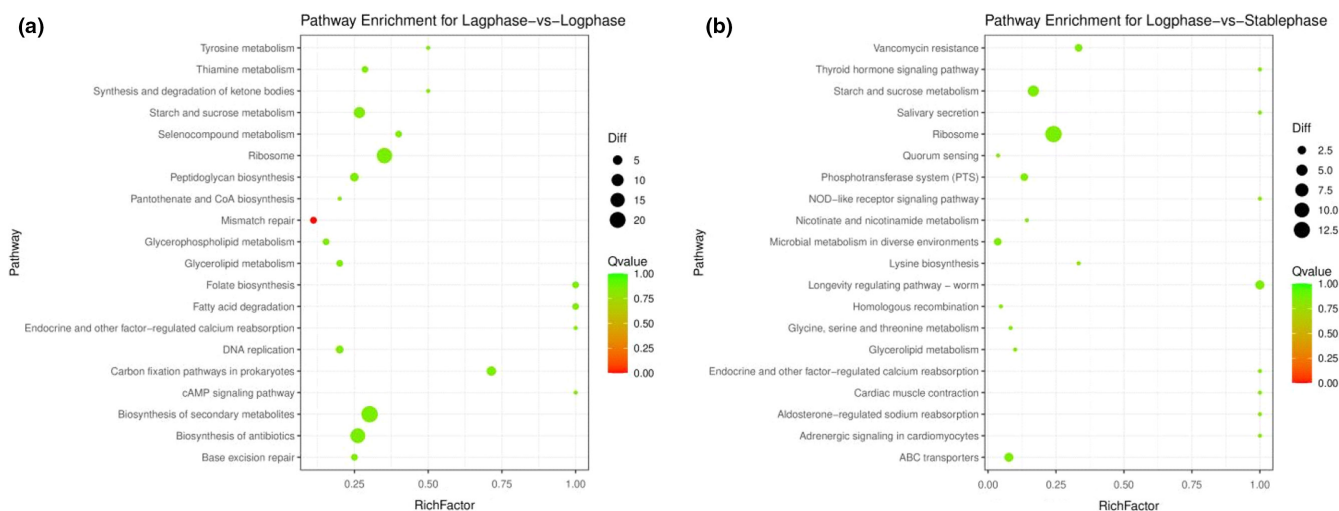 (a)
Pathway Enrichment for Lagphase-vs-Logphase
Pathway
Tyrosine metabolism
Thiamine metabolism
Synthesis and degradation of ketone bodies
Starch and sucrose metabolism
Selenocompound metabolism
Ribosome
Peptidoglycan biosynthesis
Pantothenate and CoA biosynthesis
Mismatch repair
Glycerophospholipid metabolism
Glycerolipid metabolism
Folate biosynthesis
Fatty acid degradation
Endocrine and other factor-regulated calcium reabsorption
DNA replication
Carbon fixation pathways in prokaryotes
cAMP signaling pathway
Biosynthesis of secondary metabolites
Biosynthesis of antibiotics
Base excision repair
0.25 0.50 0.75 1.00
RichFactor
Diff
5
10
15
20
Qvalue
1.00
0.75
0.50
0.25
0.00
(b)
Pathway Enrichment for Logphase-vs-Stablephase
Pathway
Vancomycin resistance
Thyroid hormone signaling pathway
Starch and sucrose metabolism
Salivary secretion
Ribosome
Quorum sensing
Phosphotransferase system (PTS)
NOD-like receptor signaling pathway
Nicotinate and nicotinamide metabolism
Microbial metabolism in diverse environments
Lysine biosynthesis
Longevity regulating pathway - worm
Homologous recombination
Glycine, serine and threonine metabolism
Glycerolipid metabolism
Endocrine and other factor-regulated calcium reabsorption
Cardiac muscle contraction
Aldosterone-regulated sodium reabsorption
Adrenergic signaling in cardiomyocytes
ABC transporters
0.00 0.25 0.50 0.75 1.00
RichFactor
Diff
2.5
5.0
7.5
10.0
12.5
Qvalue
1.00
0.75
0.50
0.25
0.00